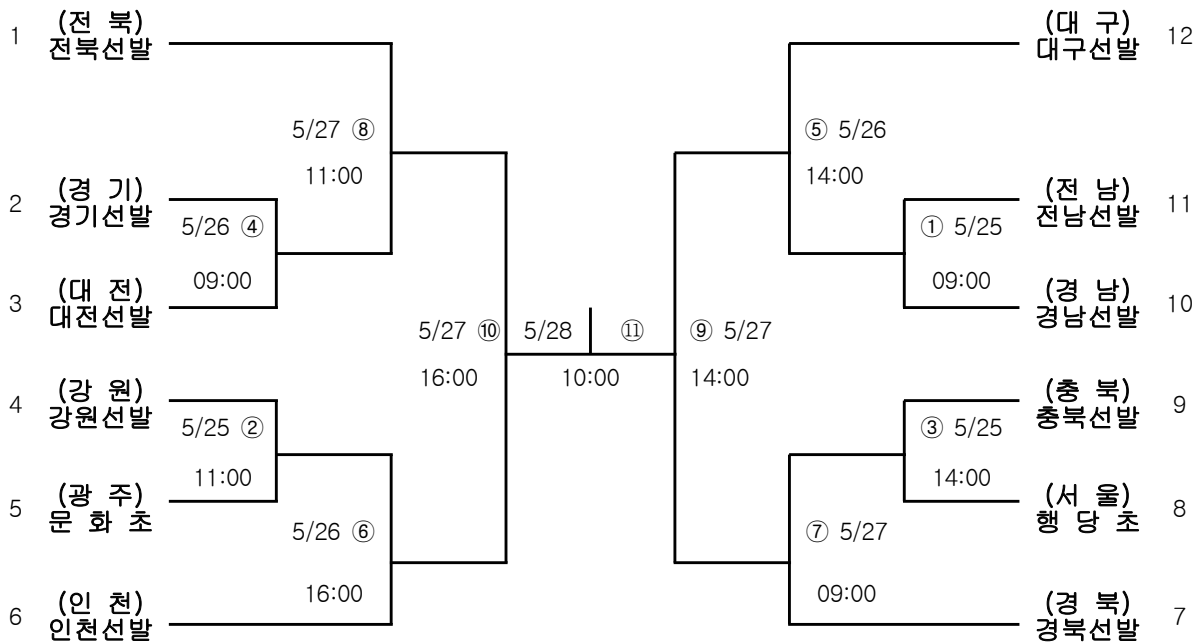 1 (전 북) 전북선발
5/27 ⑧
11:00
2 (경 기) 경기선발
5/26 ④
09:00
3 (대 전) 대전선발
4 (강 원) 강원선발
5/25 ②
11:00
5 (광 주) 문 화 초
5/26 ⑥
16:00
6 (인 천) 인천선발
5/27 ⑩
16:00
5/28 ⑪
10:00
⑨ 5/27
14:00
(대 구) 대구선발 12
⑤ 5/26
14:00
(전 남) 전남선발 11
① 5/25
09:00
(경 남) 경남선발 10
(충 북) 충북선발 9
③ 5/25
14:00
(서 울) 행 당 초 8
⑦ 5/27
09:00
(경 북) 경북선발 7